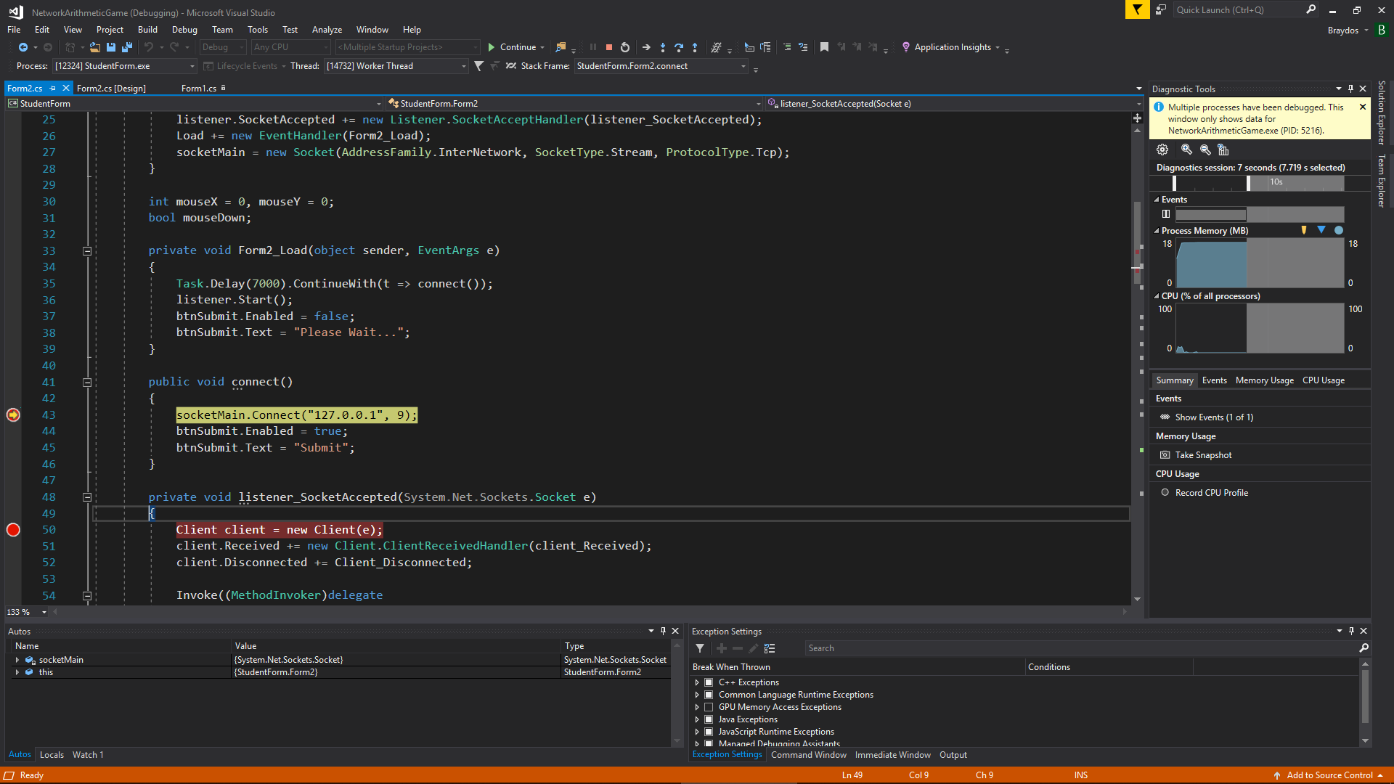 NetworkArithmeticGame (Debugging) - Microsoft Visual Studio
Quick Launch (Ctrl+Q)
File Edit View Project Build Debug Team Tools Test Analyze Window Help
Braydos B
Debug Any CPU <Multiple Startup Projects> Continue Application Insights
Process: [12324] StudentForm.exe Lifecycle Events Thread: [14732] Worker Thread Stack Frame: StudentForm.Form2.connect
Form2.cs Form2.cs [Design] Form1.cs
StudentForm StudentForm.Form2 listener_SocketAccepted(Socket e)
25 listener.SocketAccepted += new Listener.SocketAcceptHandler(listener_SocketAccepted);
26 Load += new EventHandler(Form2_Load);
27 socketMain = new Socket(AddressFamily.InterNetwork, SocketType.Stream, ProtocolType.Tcp);
28 }
29
30 int mouseX = 0, mouseY = 0;
31 bool mouseDown;
32
33 private void Form2_Load(object sender, EventArgs e)
34 {
35 Task.Delay(7000).ContinueWith(t => connect());
36 listener.Start();
37 btnSubmit.Enabled = false;
38 btnSubmit.Text = "Please Wait...";
39 }
40
41 public void connect()
42 {
43 socketMain.Connect("127.0.0.1", 9);
44 btnSubmit.Enabled = true;
45 btnSubmit.Text = "Submit";
46 }
47
48 private void listener_SocketAccepted(System.Net.Sockets.Socket e)
49 {
50 Client client = new Client(e);
51 client.Received += new Client.ClientReceivedHandler(client_Received);
52 client.Disconnected += Client_Disconnected;
53
54 Invoke((MethodInvoker)delegate
133 %
Diagnostic Tools
Multiple processes have been debugged. This
window only shows data for
NetworkArithmeticGame.exe (PID: 5216).
Diagnostics session: 7 seconds (7.719 s selected)
10s
Events
Process Memory (MB)
18 18
0 0
CPU (% of all processors)
100 100
0 0
Summary Events Memory Usage CPU Usage
Events
Show Events (1 of 1)
Memory Usage
Take Snapshot
CPU Usage
Record CPU Profile
Solution Explorer
Team Explorer
Autos
Name Value Type
socketMain {System.Net.Sockets.Socket} System.Net.Sockets.Socket
this {StudentForm.Form2} StudentForm.Form2
Autos Locals Watch 1
Exception Settings
Search
Break When Thrown Conditions
C++ Exceptions
Common Language Runtime Exceptions
GPU Memory Access Exceptions
Java Exceptions
JavaScript Runtime Exceptions
Managed Debugging Assistants
Exception Settings Command Window Immediate Window Output
Ready Ln 49 Col 9 Ch 9 INS Add to Source Control